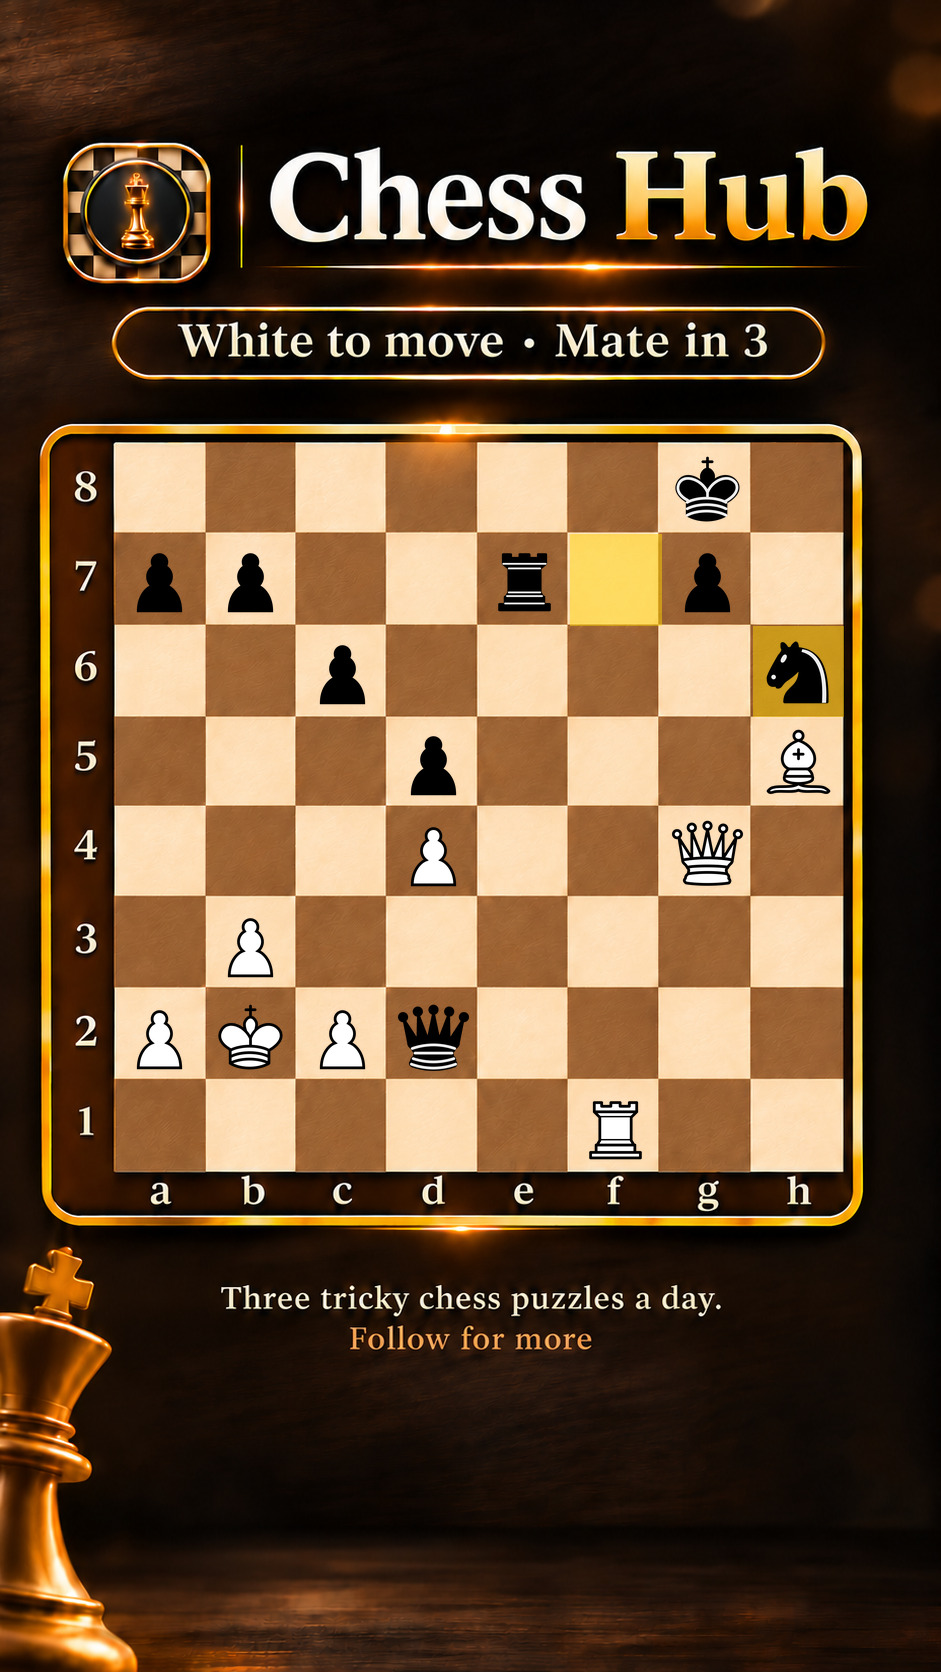 Chess Hub
White to move • Mate in 3
8
7
6
5
4
3
2
1
a b c d e f g h
Three tricky chess puzzles a day.
Follow for more